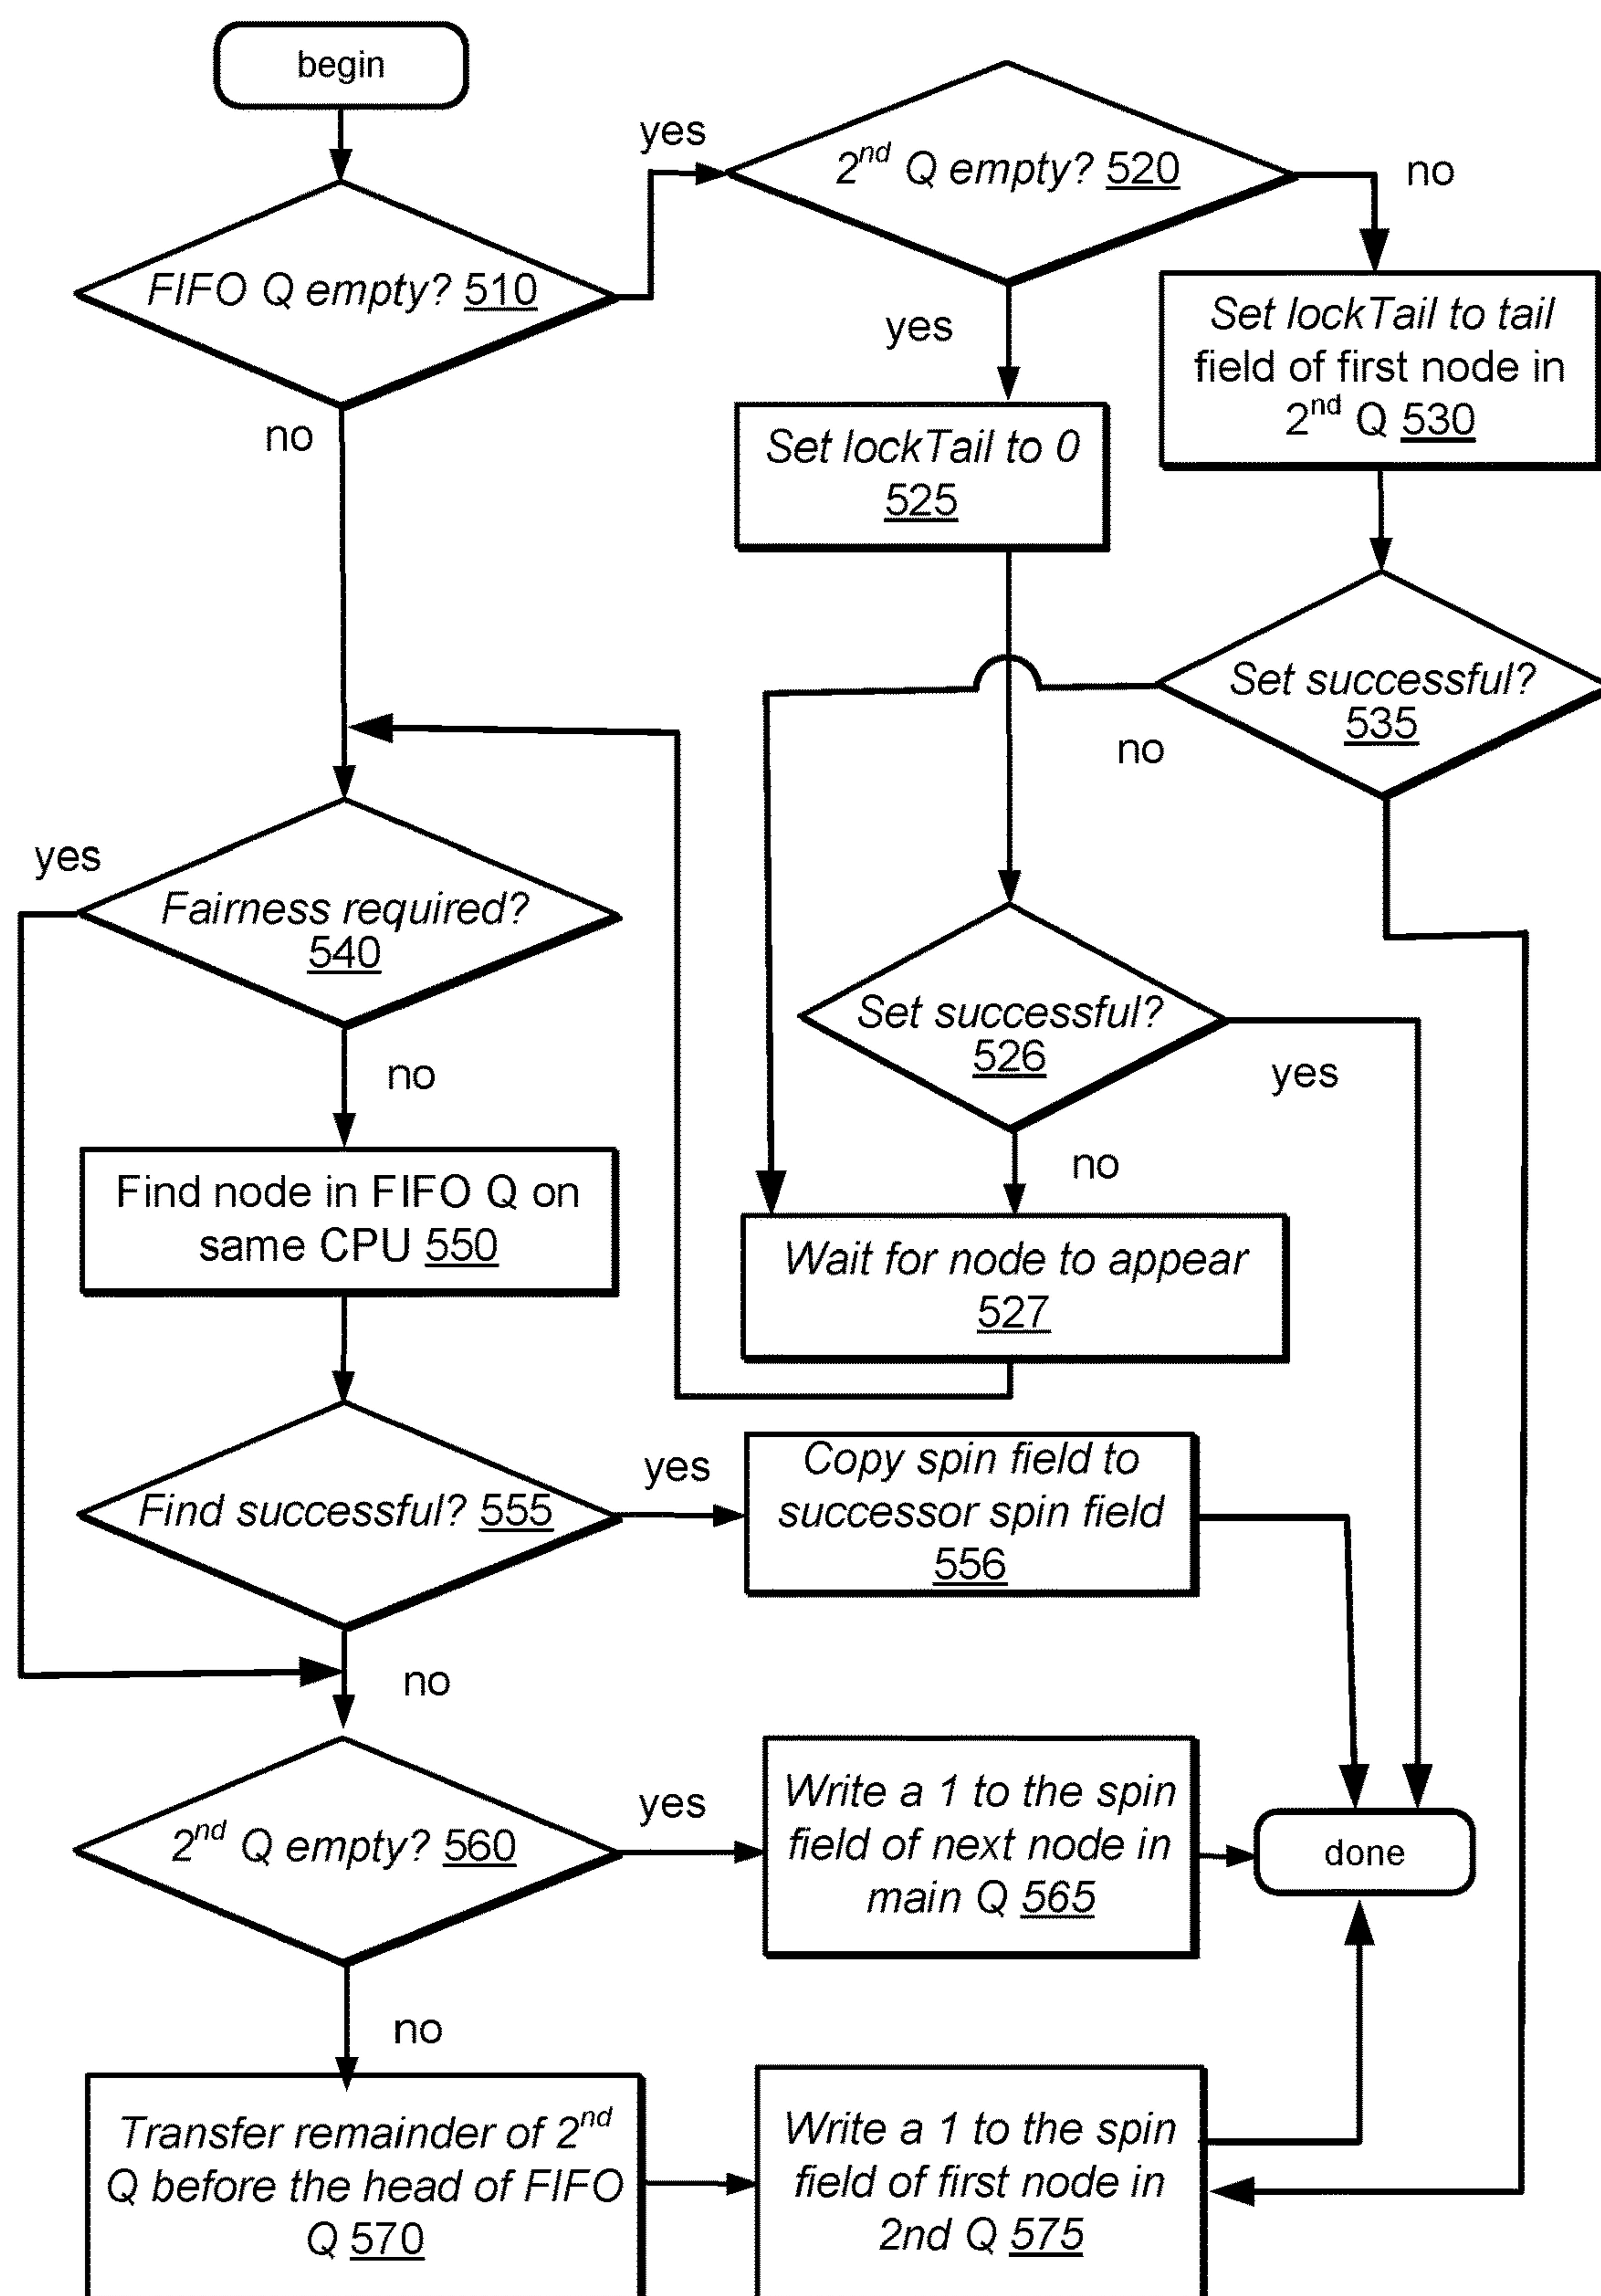 begin
yes
2nd Q empty? 520
no
FIFO Q empty? 510
no
yes
Set lockTail to tail
field of first node in
2nd Q 530
Set lockTail to 0
525
Set successful?
535
no
yes
Fairness required?
540
no
Set successful?
526
yes
no
Find node in FIFO Q on
same CPU 550
Wait for node to appear
527
Find successful? 555
yes
no
Copy spin field to
successor spin field
556
2nd Q empty? 560
yes
no
Write a 1 to the spin
field of next node in
main Q 565
done
Transfer remainder of 2nd
Q before the head of FIFO
Q 570
Write a 1 to the spin
field of first node in
2nd Q 575